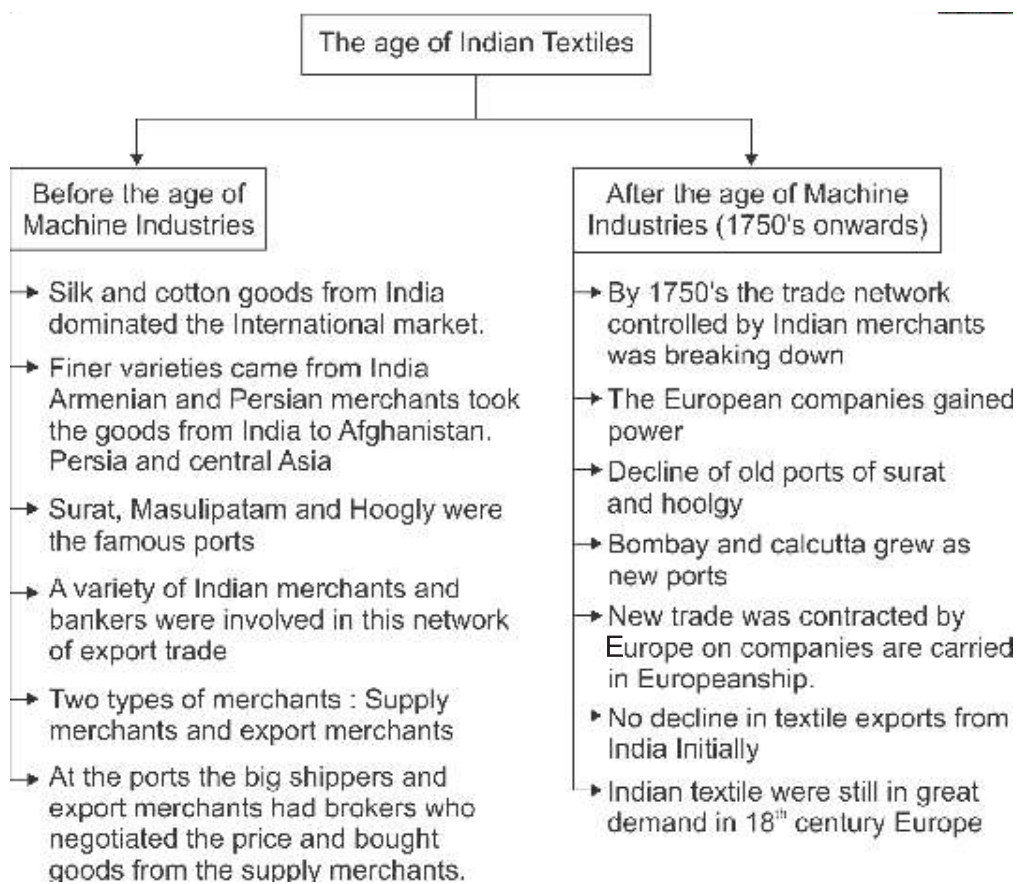 The age of Indian Textiles
Before the age of
Machine Industries
Silk and cotton goods from India
dominated the International market.
Finer varieties came from India
Armenian and Persian merchants took
the goods from India to Afghanistan.
Persia and central Asia
Surat, Masulipatam and Hoogly were
the famous ports
A variety of Indian merchants and
bankers were involved in this network
of export trade
Two types of merchants : Supply
merchants and export merchants
At the ports the big shippers and
export merchants had brokers who
negotiated the price and bought
goods from the supply merchants.
After the age of Machine
Industries (1750's onwards)
By 1750's the trade network
controlled by Indian merchants
was breaking down
The European companies gained
power
Decline of old ports of surat
and hoolgy
Bombay and calcutta grew as
new ports
New trade was contracted by
Europe on companies are carried
in Europeanship.
No decline in textile exports from
India Initially
Indian textile were still in great
demand in 18th century Europe